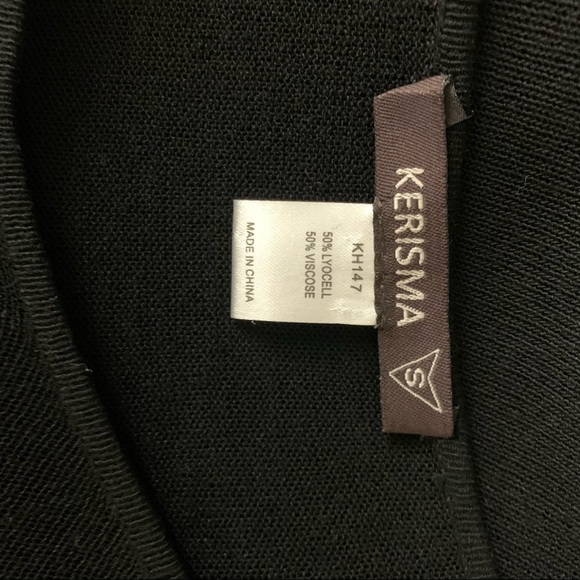 KERISMA
S
KH147
50% LYOCELL
50% VISCOSE
MADE IN CHINA